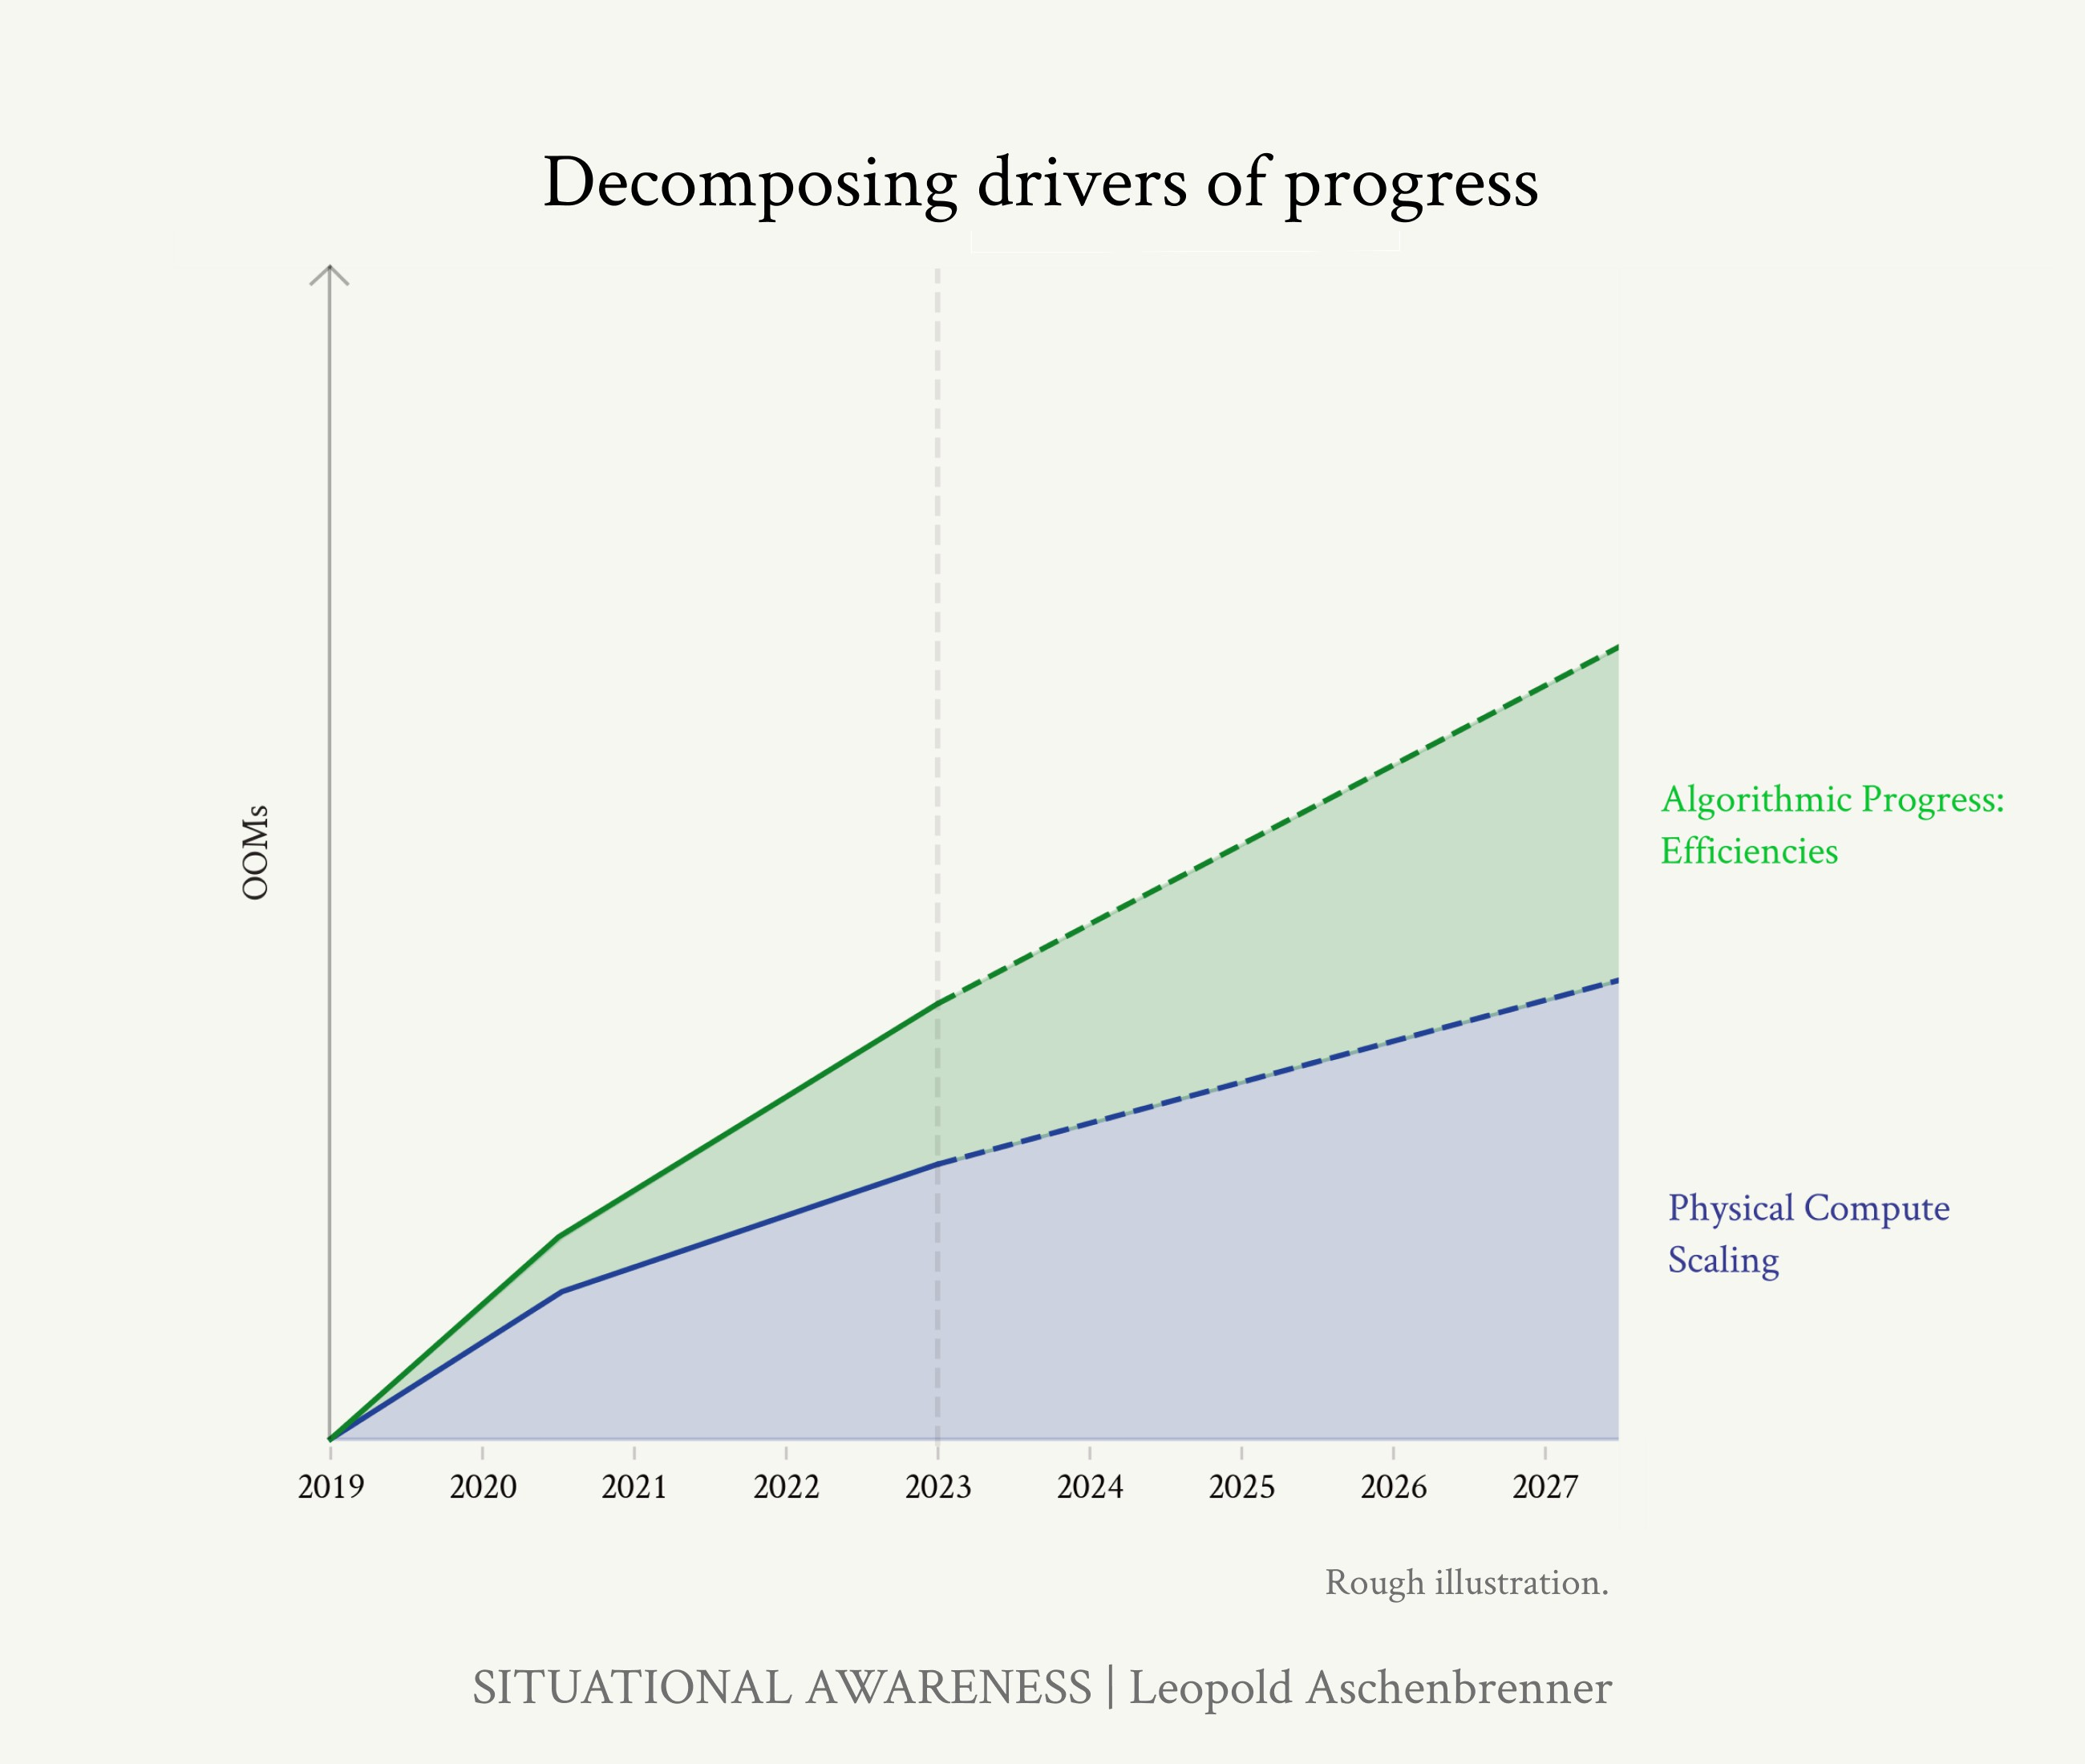 Decomposing drivers of progress
OOMs
Algorithmic Progress:
Efficiencies
Physical Compute
Scaling
2019 2020 2021 2022 2023 2024 2025 2026 2027
Rough illustration.
SITUATIONAL AWARENESS | Leopold Aschenbrenner